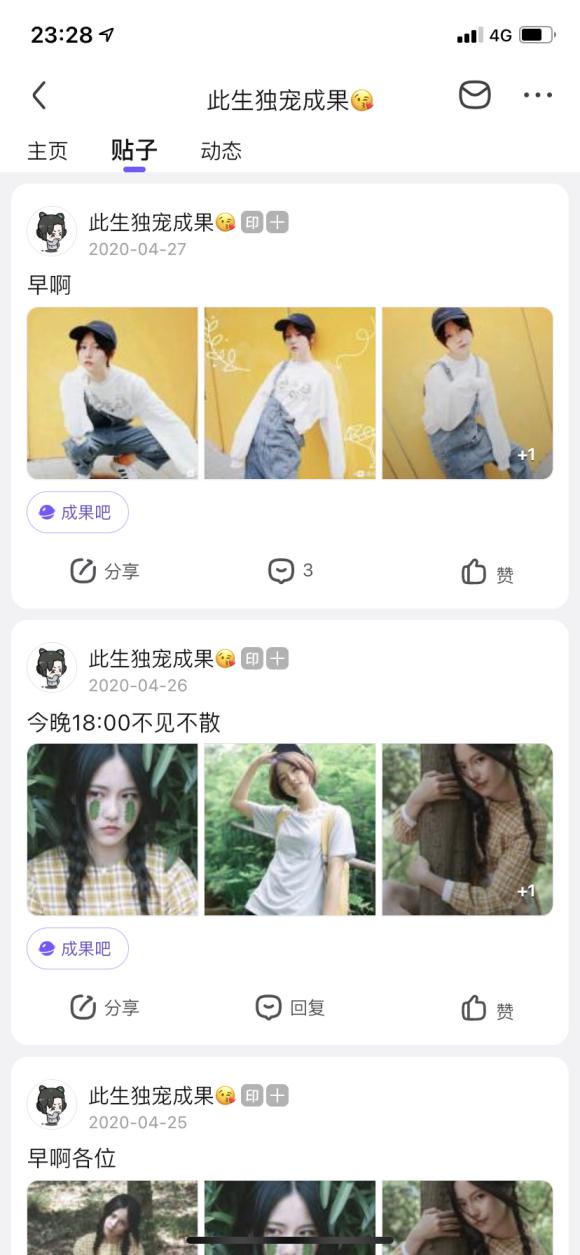 23:28
4G
此生独宠成果😘
主页 贴子 动态
此生独宠成果😘 印 十
2020-04-27
早啊
+1
成果吧
分享 3 赞
此生独宠成果😘 印 十
2020-04-26
今晚18:00不见不散
+1
成果吧
分享 回复 赞
此生独宠成果😘 印 十
2020-04-25
早啊各位